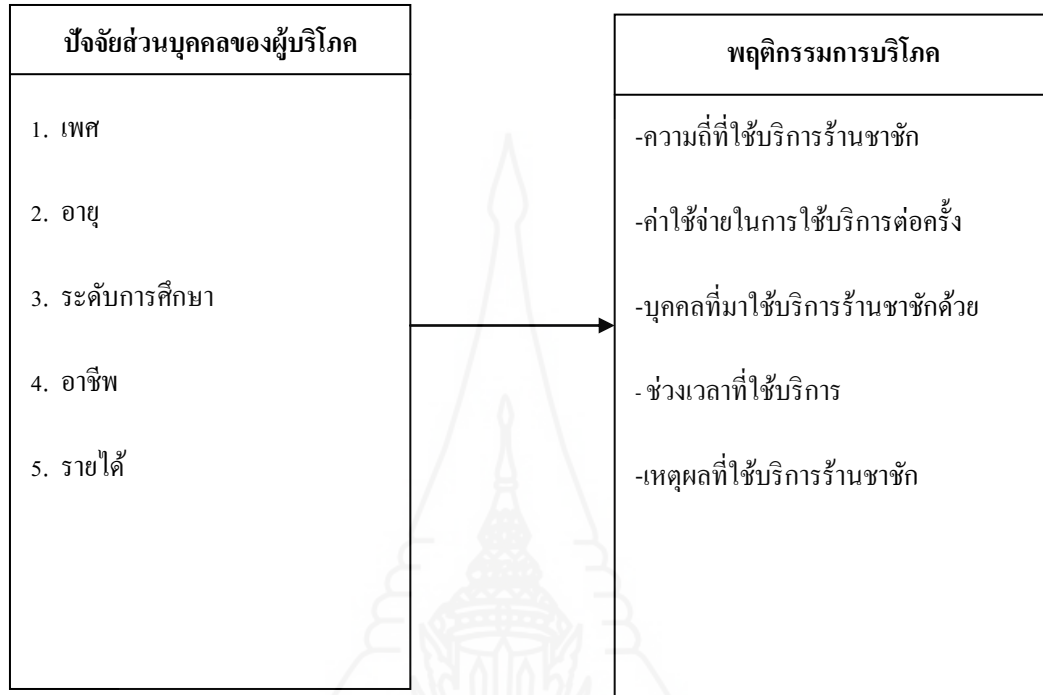 ปัจจัยส่วนบุคคลของผู้บริโภค
1. เพศ
2. อายุ
3. ระดับการศึกษา
4. อาชีพ
5. รายได้
พฤติกรรมการบริโภค
-ความถี่ที่ใช้บริการร้านชาชัก
-ค่าใช้จ่ายในการใช้บริการต่อครั้ง
-บุคคลที่มาใช้บริการร้านชาชักด้วย
- ช่วงเวลาที่ใช้บริการ
-เหตุผลที่ใช้บริการร้านชาชัก